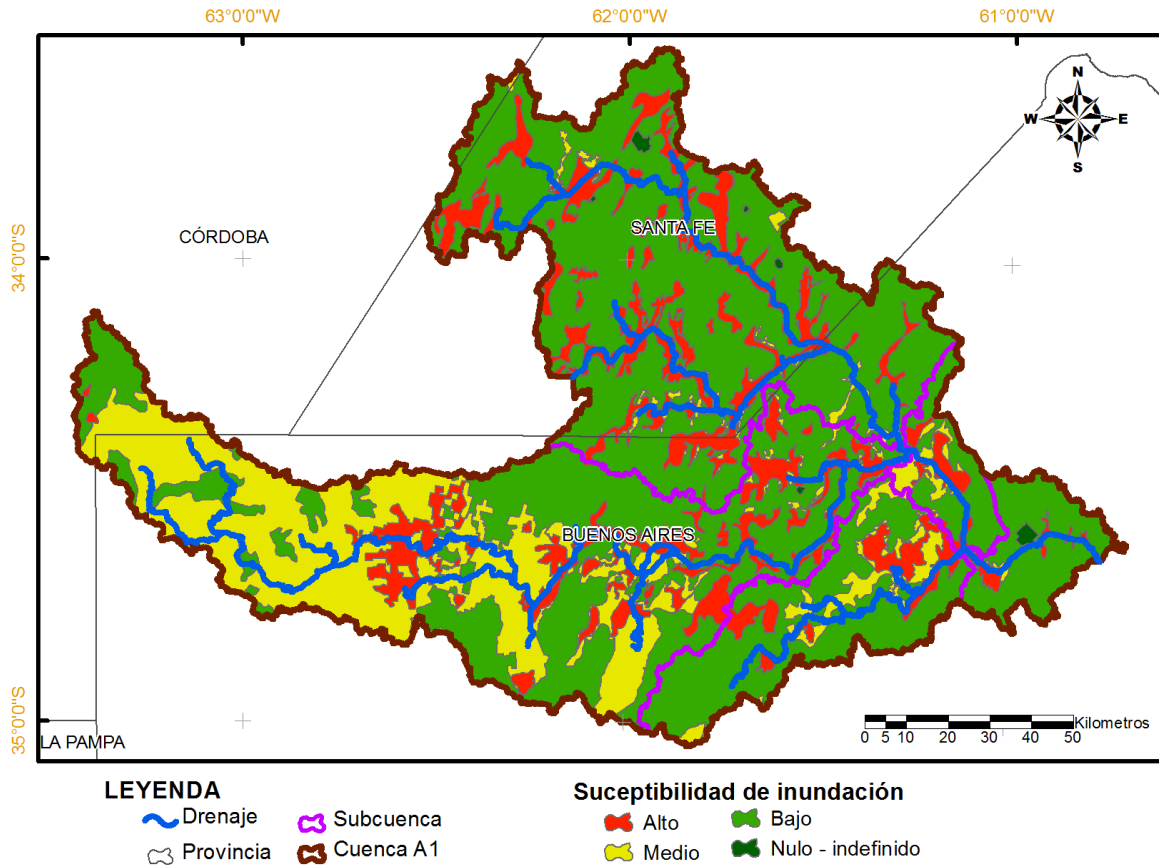 63°0'0"W 62°0'0"W 61°0'0"W
N
W E
S
SANTA FE
CÓRDOBA
34°0'0"S
BUENOS AIRES
35°0'0"S
LA PAMPA
Kilometros
0 5 10 20 30 40 50
LEYENDA
Drenaje
Provincia
Subcuenca
Cuenca A1
Suceptibilidad de inundación
Alto
Medio
Bajo
Nulo - indefinido